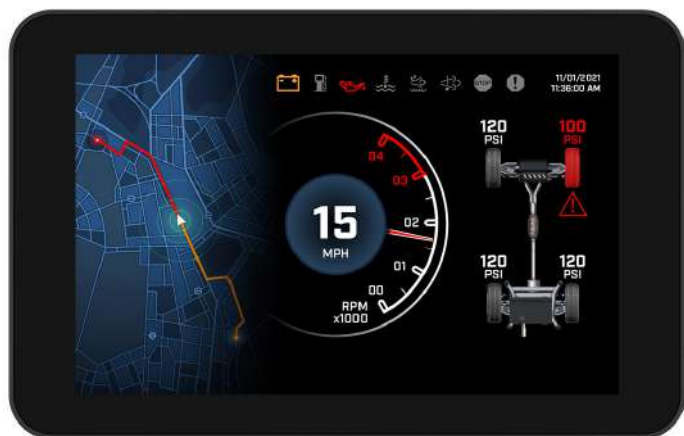 STOP
11/01/2021
11:36:00 AM
120
PSI
100
PSI
04
03
02
01
00
15
MPH
RPM
x1000
120
PSI
120
PSI